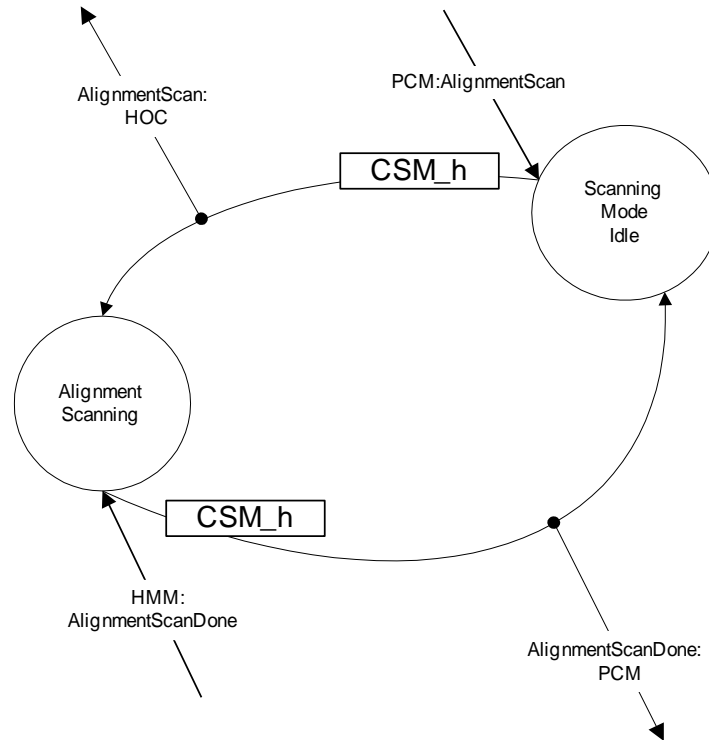 AlignmentScan:
HOC
PCM:AlignmentScan
CSM_h
Scanning
Mode
Idle
Alignment
Scanning
CSM_h
HMM:
AlignmentScanDone
AlignmentScanDone:
PCM